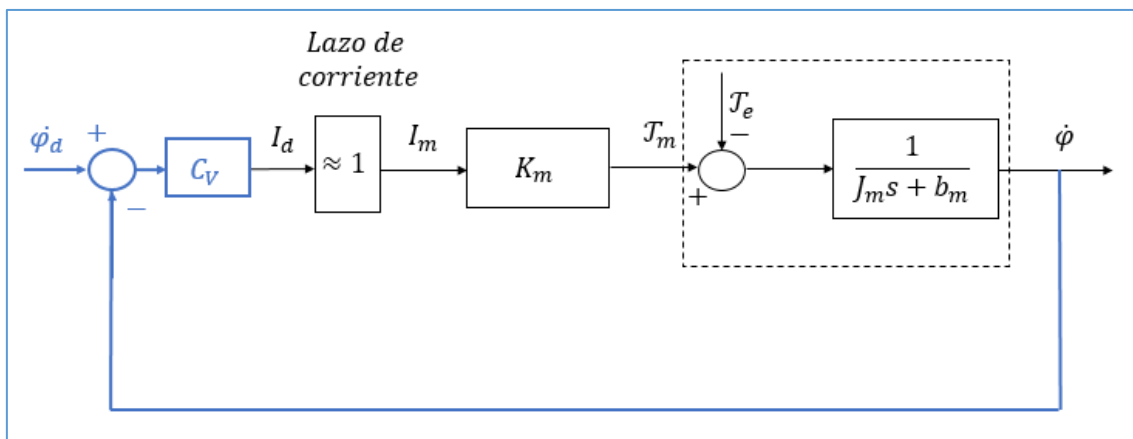 Lazo de
corriente
φ̇_d
+
−
C_V
I_d
≈ 1
I_m
K_m
𝒯_m
+
𝒯_e
−
1
J_m s + b_m
φ̇